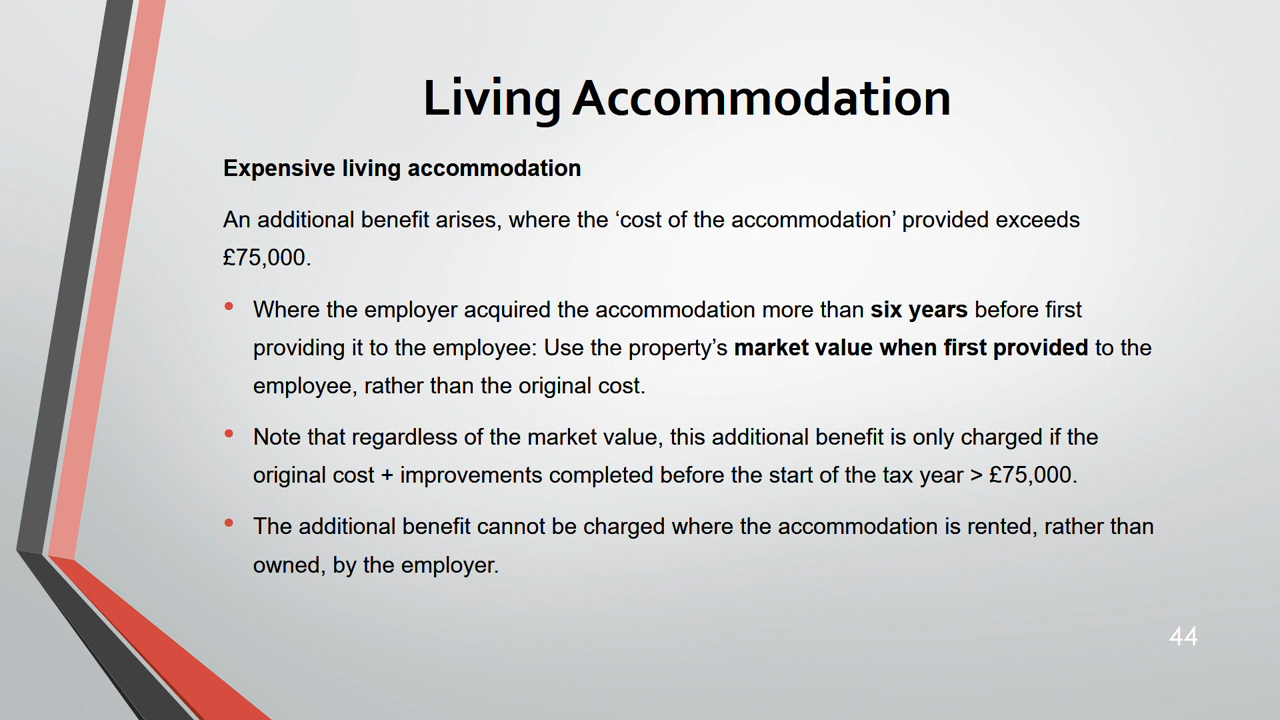 Living Accommodation
Expensive living accommodation
An additional benefit arises, where the ‘cost of the accommodation’ provided exceeds
£75,000.
• Where the employer acquired the accommodation more than six years before first
providing it to the employee: Use the property’s market value when first provided to the
employee, rather than the original cost.
• Note that regardless of the market value, this additional benefit is only charged if the
original cost + improvements completed before the start of the tax year > £75,000.
• The additional benefit cannot be charged where the accommodation is rented, rather than
owned, by the employer.
44